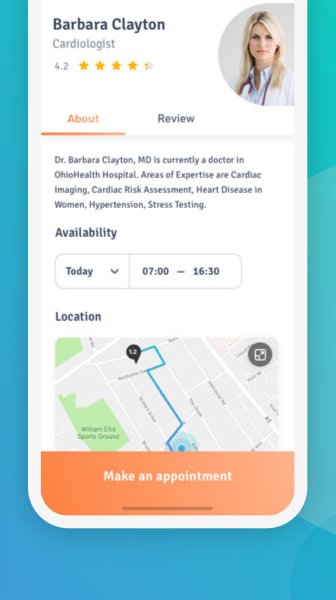 Barbara Clayton
Cardiologist
4.2
About Review
Dr. Barbara Clayton, MD is currently a doctor in
OhioHealth Hospital. Areas of Expertise are Cardiac
Imaging, Cardiac Risk Assessment, Heart Disease in
Women, Hypertension, Stress Testing.
Availability
Today 07:00 — 16:30
Location
1.2
William Ellis
Sports Ground
Make an appointment